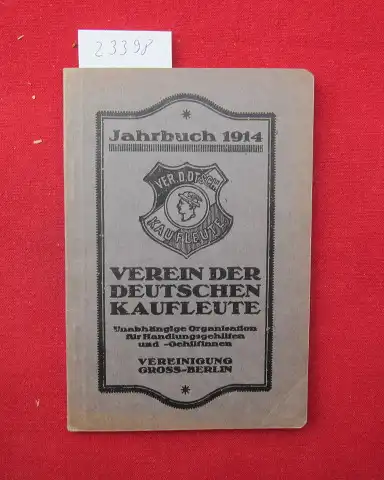 23398
Jahrbuch 1914
VER.D.DTSCH.
KAUFLEUTE
VEREIN DER
DEUTSCHEN
KAUFLEUTE
Unabhängige Organisation
für Handlungsgehilfen
und -Gehilfinnen
VEREINIGUNG
GROSS-BERLIN